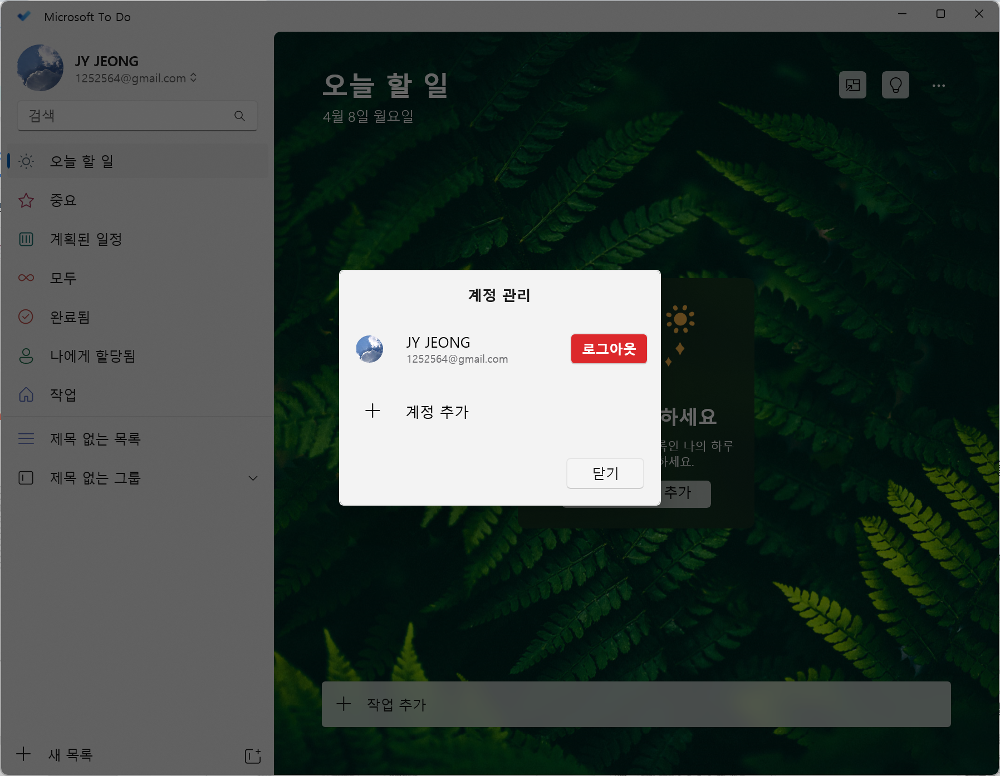 Microsoft To Do
JY JEONG
1252564@gmail.com
검색
오늘 할 일
중요
계획된 일정
모두
완료됨
나에게 할당됨
작업
제목 없는 목록
제목 없는 그룹
새 목록
오늘 할 일
4월 8일 월요일
계정 관리
JY JEONG
1252564@gmail.com
로그아웃
계정 추가
닫기
하세요
나의 하루
하세요.
추가
작업 추가